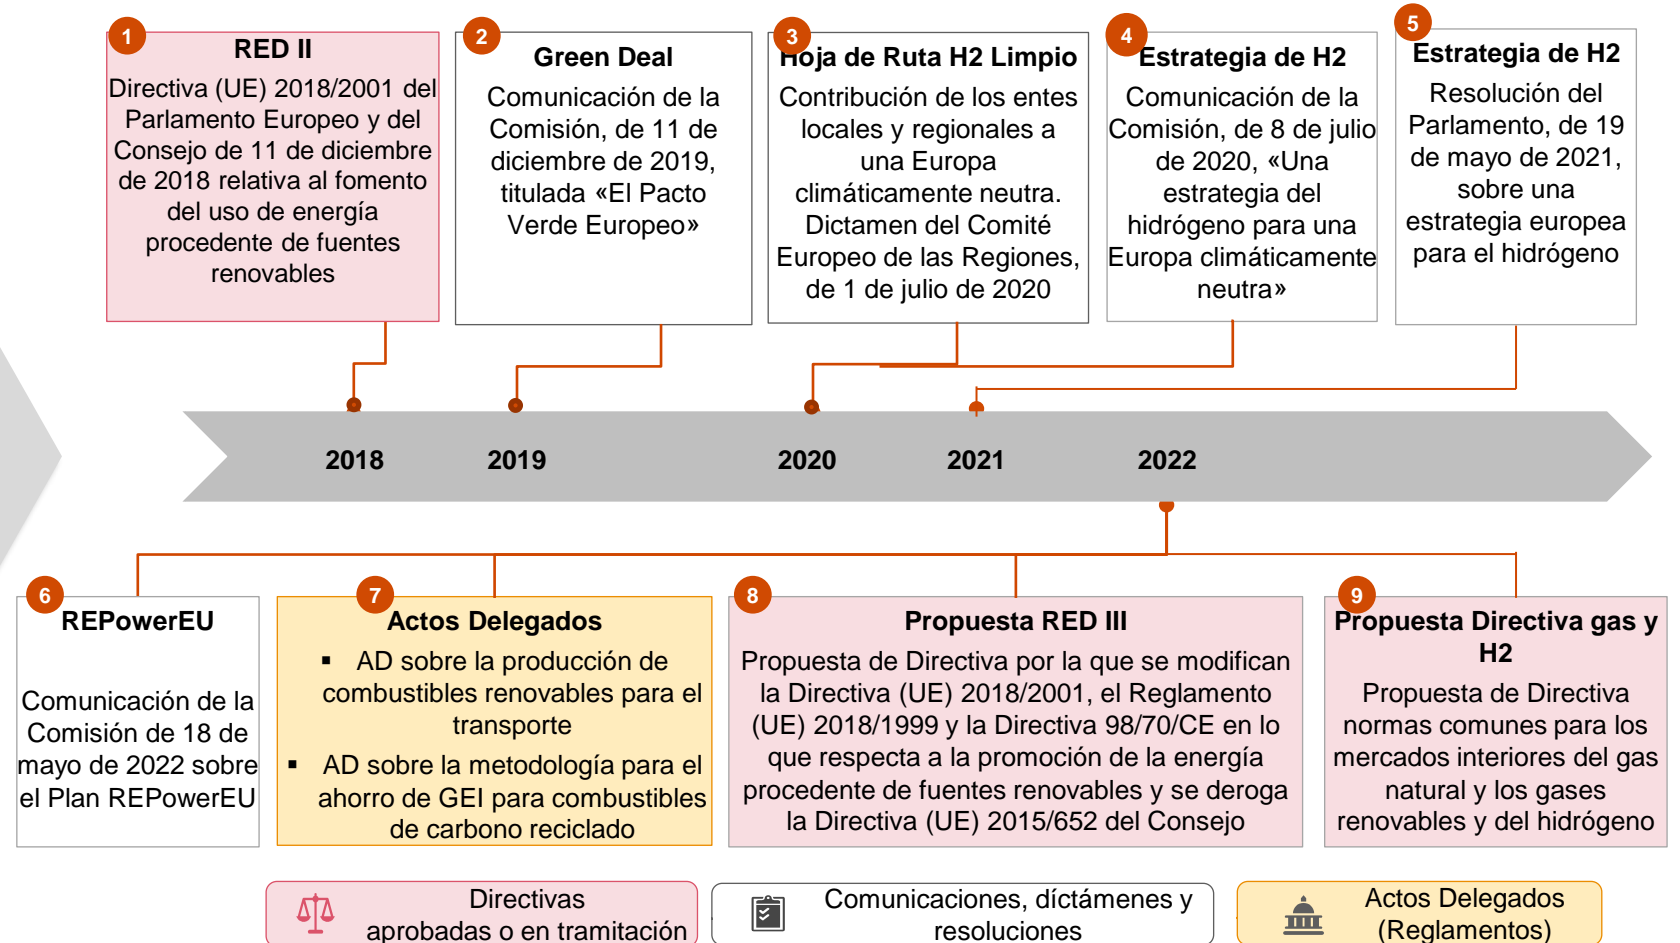 1
RED II
Directiva (UE) 2018/2001 del
Parlamento Europeo y del
Consejo de 11 de diciembre
de 2018 relativa al fomento
del uso de energía
procedente de fuentes
renovables
2
Green Deal
Comunicación de la
Comisión, de 11 de
diciembre de 2019,
titulada «El Pacto
Verde Europeo»
3
Hoja de Ruta H2 Limpio
Contribución de los entes
locales y regionales a
una Europa
climáticamente neutra.
Dictamen del Comité
Europeo de las Regiones,
de 1 de julio de 2020
4
Estrategia de H2
Comunicación de la
Comisión, de 8 de julio
de 2020, «Una
estrategia del
hidrógeno para una
Europa climáticamente
neutra»
5
Estrategia de H2
Resolución del
Parlamento, de 19
de mayo de 2021,
sobre una
estrategia europea
para el hidrógeno
2018
2019
2020
2021
2022
6
REPowerEU
Comunicación de la
Comisión de 18 de
mayo de 2022 sobre
el Plan REPowerEU
7
Actos Delegados
▪ AD sobre la producción de
combustibles renovables para el
transporte
▪ AD sobre la metodología para el
ahorro de GEI para combustibles
de carbono reciclado
8
Propuesta RED III
Propuesta de Directiva por la que se modifican
la Directiva (UE) 2018/2001, el Reglamento
(UE) 2018/1999 y la Directiva 98/70/CE en lo
que respecta a la promoción de la energía
procedente de fuentes renovables y se deroga
la Directiva (UE) 2015/652 del Consejo
9
Propuesta Directiva gas y
H2
Propuesta de Directiva
normas comunes para los
mercados interiores del gas
natural y los gases
renovables y del hidrógeno
Directivas
aprobadas o en tramitación
Comunicaciones, díctámenes y
resoluciones
Actos Delegados
(Reglamentos)